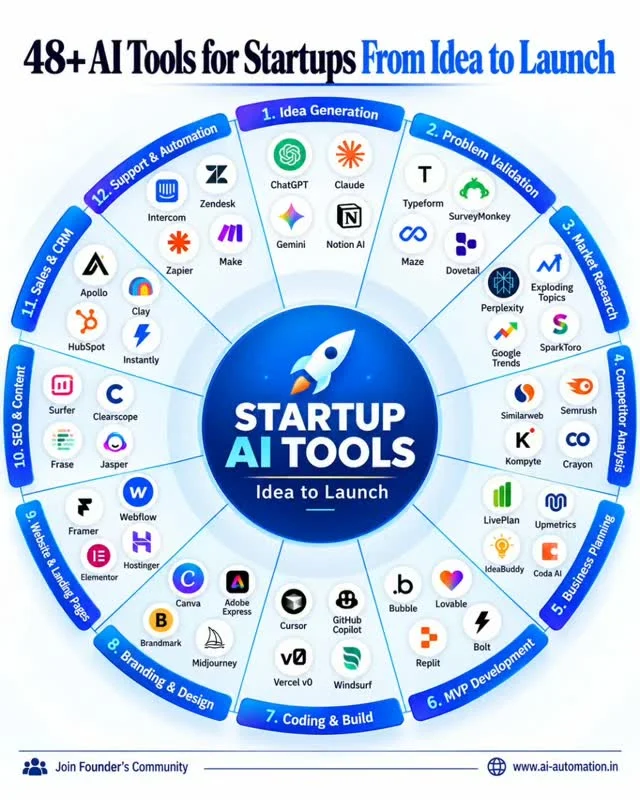 48+ AI Tools for Startups From Idea to Launch
1. Idea Generation
ChatGPT
Claude
Gemini
Notion AI
2. Problem Validation
T
Typeform
SurveyMonkey
Maze
Dovetail
3. Market Research
Perplexity
Exploding
Topics
Google
Trends
S
SparkToro
4. Competitor Analysis
Similarweb
Semrush
K
Kompyte
CO
Crayon
5. Business Planning
LivePlan
Upmetrics
IdeaBuddy
Coda AI
6. MVP Development
.b
Bubble
Lovable
Replit
Bolt
7. Coding & Build
Cursor
GitHub
Copilot
v0
Vercel v0
Windsurf
8. Branding & Design
C
Canva
A
Adobe
Express
B
Brandmark
Midjourney
9. Website & Landing Pages
Framer
W
Webflow
Elementor
H
Hostinger
10. SEO & Content
Surfer
C
Clearscope
Frase
Jasper
11. Sales & CRM
Apollo
Clay
HubSpot
Instantly
12. Support & Automation
Intercom
Zendesk
Zapier
Make
STARTUP
AI TOOLS
Idea to Launch
Join Founder's Community
www.ai-automation.in